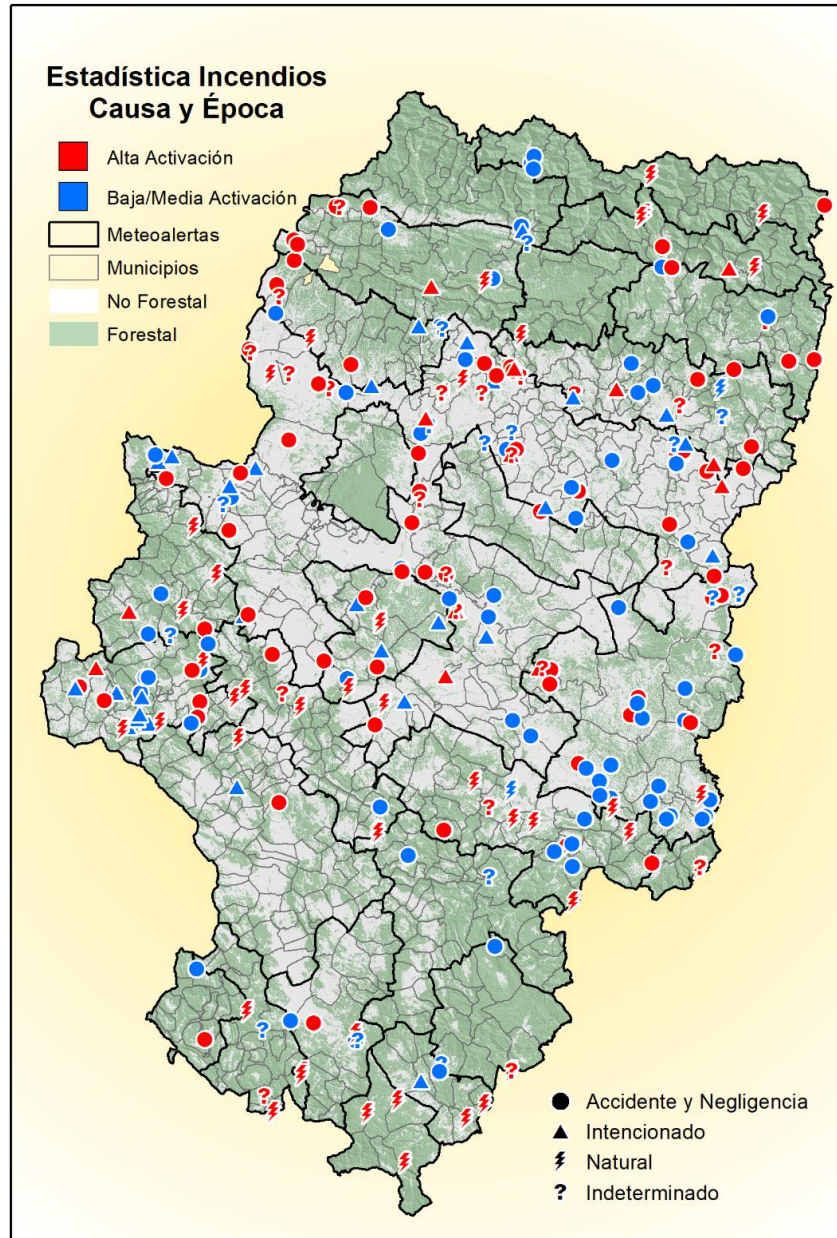 Estadística Incendios
Causa y Época
Alta Activación
Baja/Media Activación
Meteoalertas
Municipios
No Forestal
Forestal
Accidente y Negligencia
Intencionado
Natural
? Indeterminado